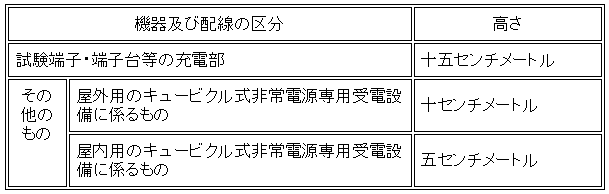 機器及び配線の区分
高さ
試験端子・端子台等の充電部
十五センチメートル
その
他の
もの
屋外用のキュービクル式非常電源専用受電設
備に係るもの
十センチメートル
屋内用のキュービクル式非常電源専用受電設
備に係るもの
五センチメートル